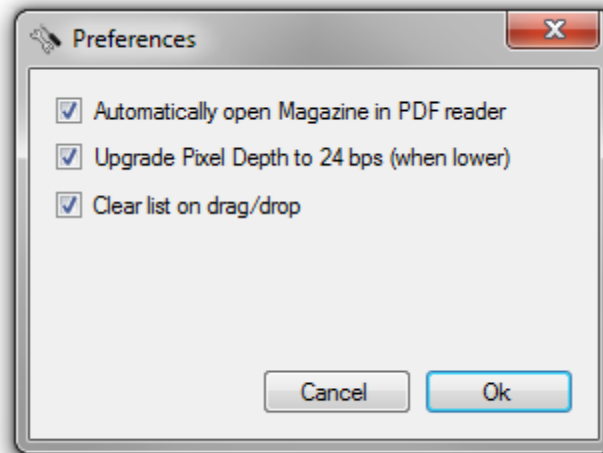 Preferences
Automatically open Magazine in PDF reader
Upgrade Pixel Depth to 24 bps (when lower)
Clear list on drag/drop
Cancel Ok